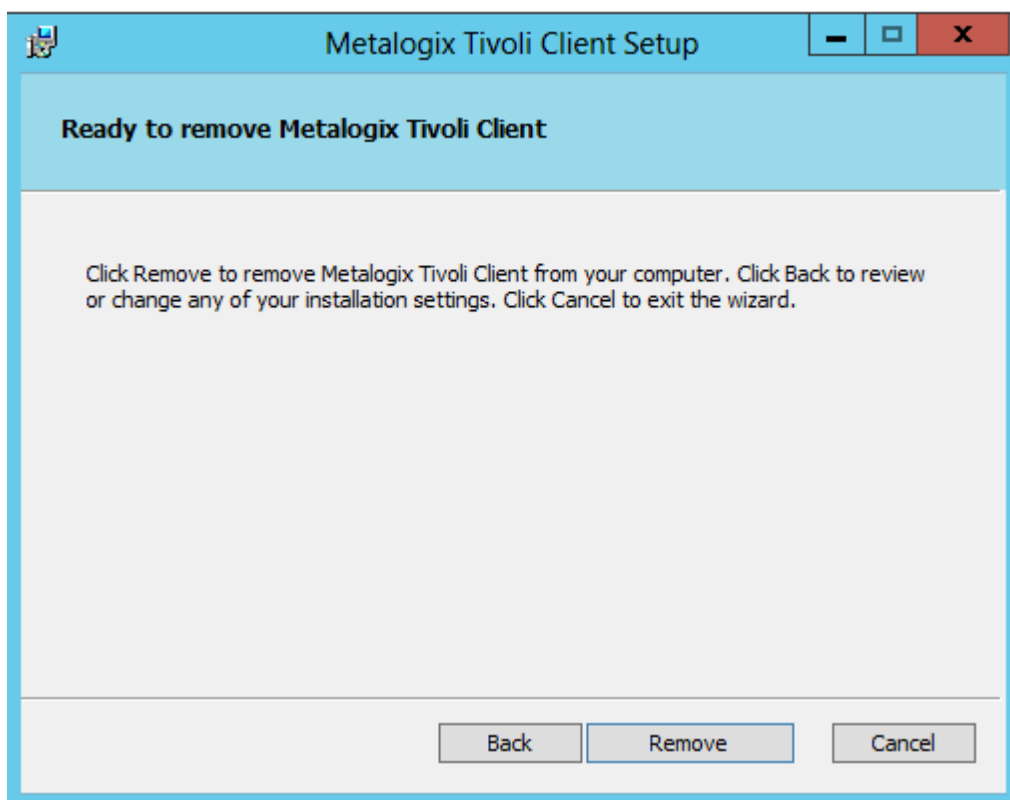 Metalogix Tivoli Client Setup
Ready to remove Metalogix Tivoli Client
Click Remove to remove Metalogix Tivoli Client from your computer. Click Back to review
or change any of your installation settings. Click Cancel to exit the wizard.
Back Remove Cancel